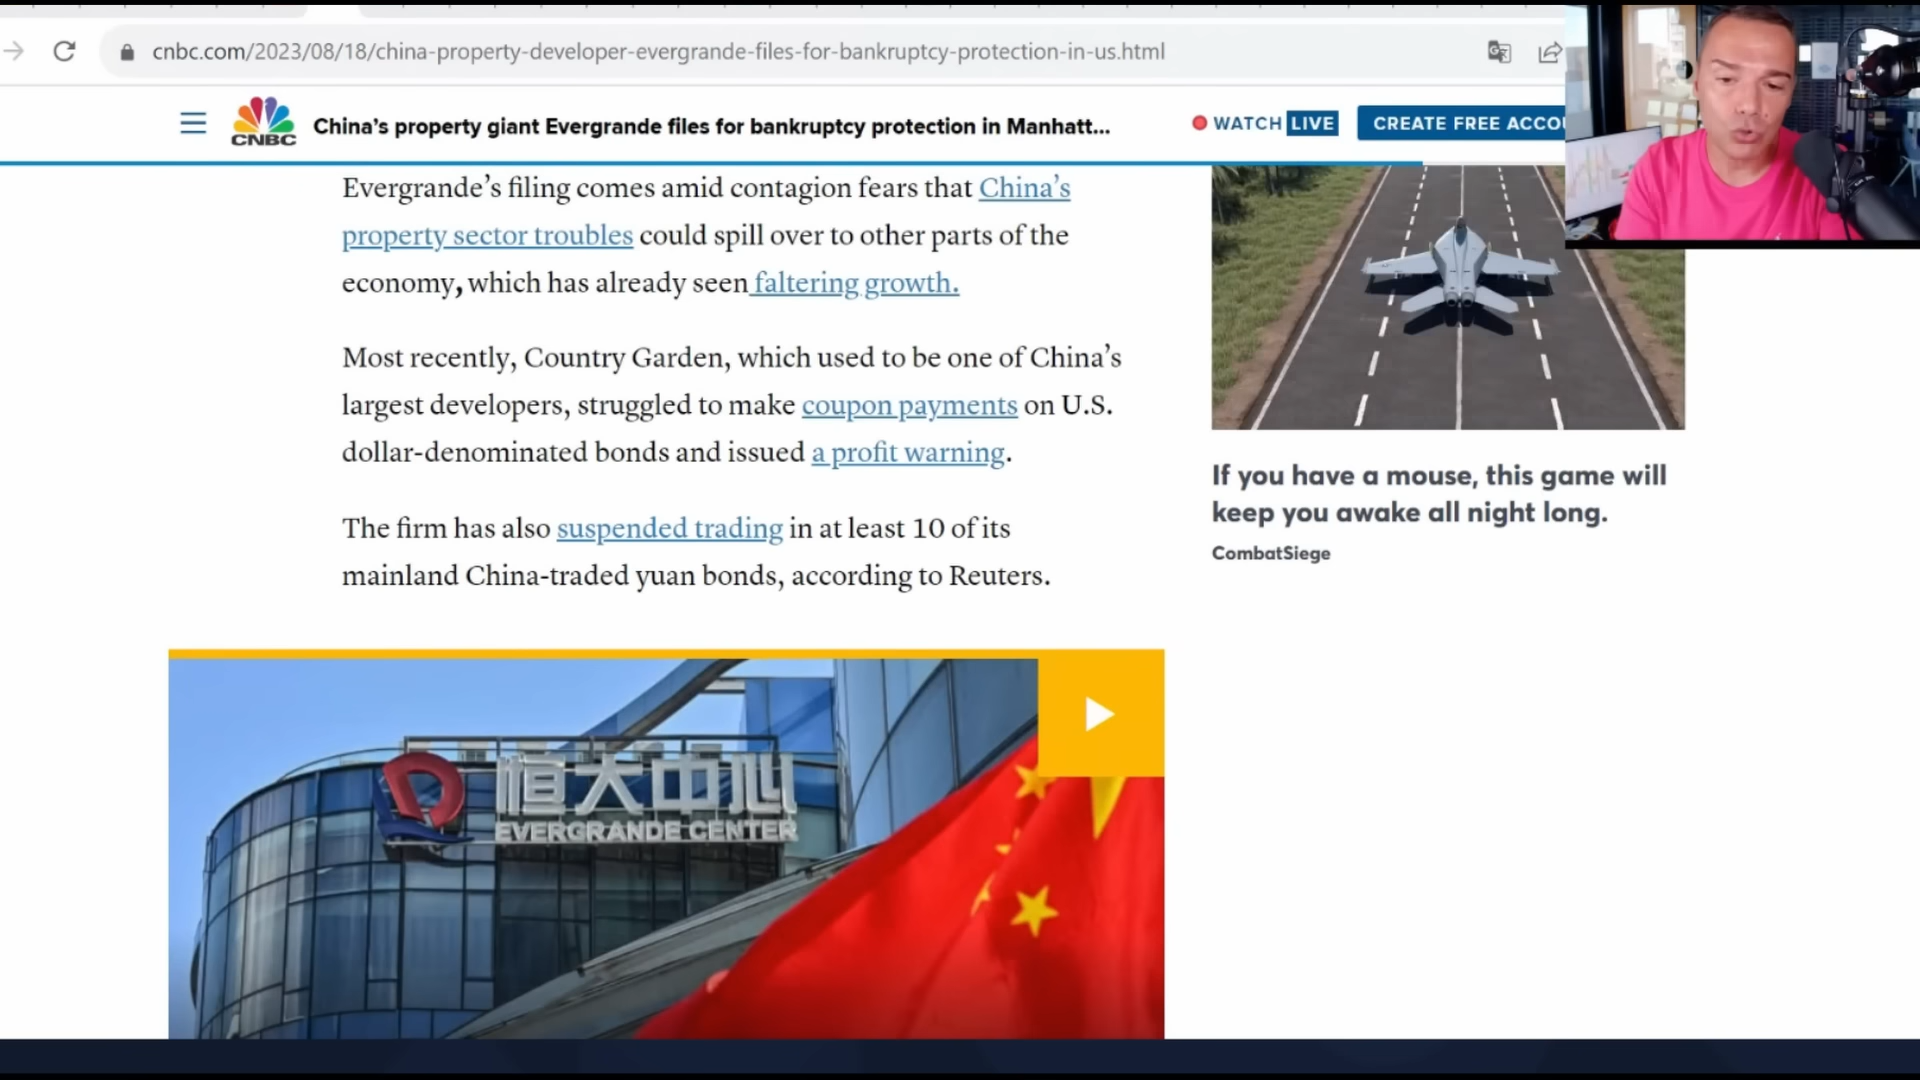 cnbc.com/2023/08/18/china-property-developer-evergrande-files-for-bankruptcy-protection-in-us.html
CNBC
China’s property giant Evergrande files for bankruptcy protection in Manhatt...
WATCH LIVE
CREATE FREE ACCOU
Evergrande’s filing comes amid contagion fears that China’s
property sector troubles could spill over to other parts of the
economy, which has already seen faltering growth.
Most recently, Country Garden, which used to be one of China’s
largest developers, struggled to make coupon payments on U.S.
dollar-denominated bonds and issued a profit warning.
The firm has also suspended trading in at least 10 of its
mainland China-traded yuan bonds, according to Reuters.
If you have a mouse, this game will
keep you awake all night long.
CombatSiege
恒大中心
EVERGRANDE CENTER